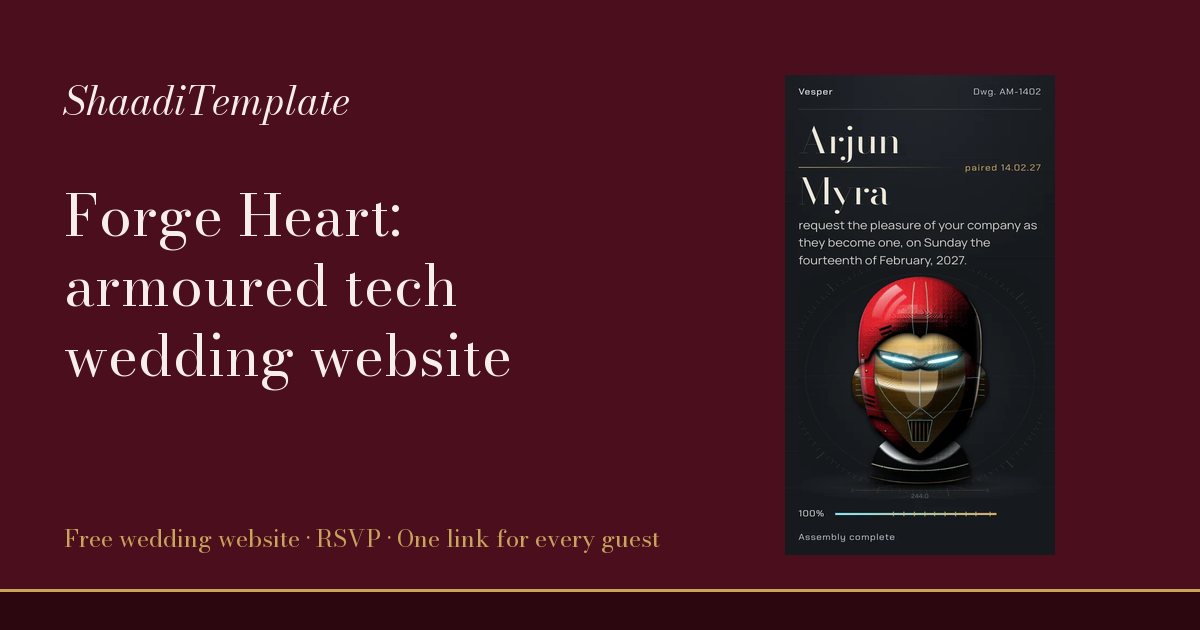 ShaadiTemplate
Forge Heart:
armoured tech
wedding website
Free wedding website · RSVP · One link for every guest
Vesper
Dwg. AM-1402
Arjun
paired 14.02.27
Myra
request the pleasure of your company as
they become one, on Sunday the
fourteenth of February, 2027.
244.0
100%
Assembly complete